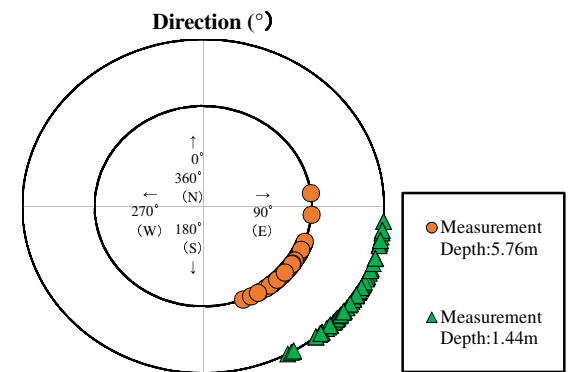 Direction (°)
↑
0°
360°
(N)
←
270°
(W)
180°
(S)
↓
→
90°
(E)
Measurement
Depth:5.76m
Measurement
Depth:1.44m